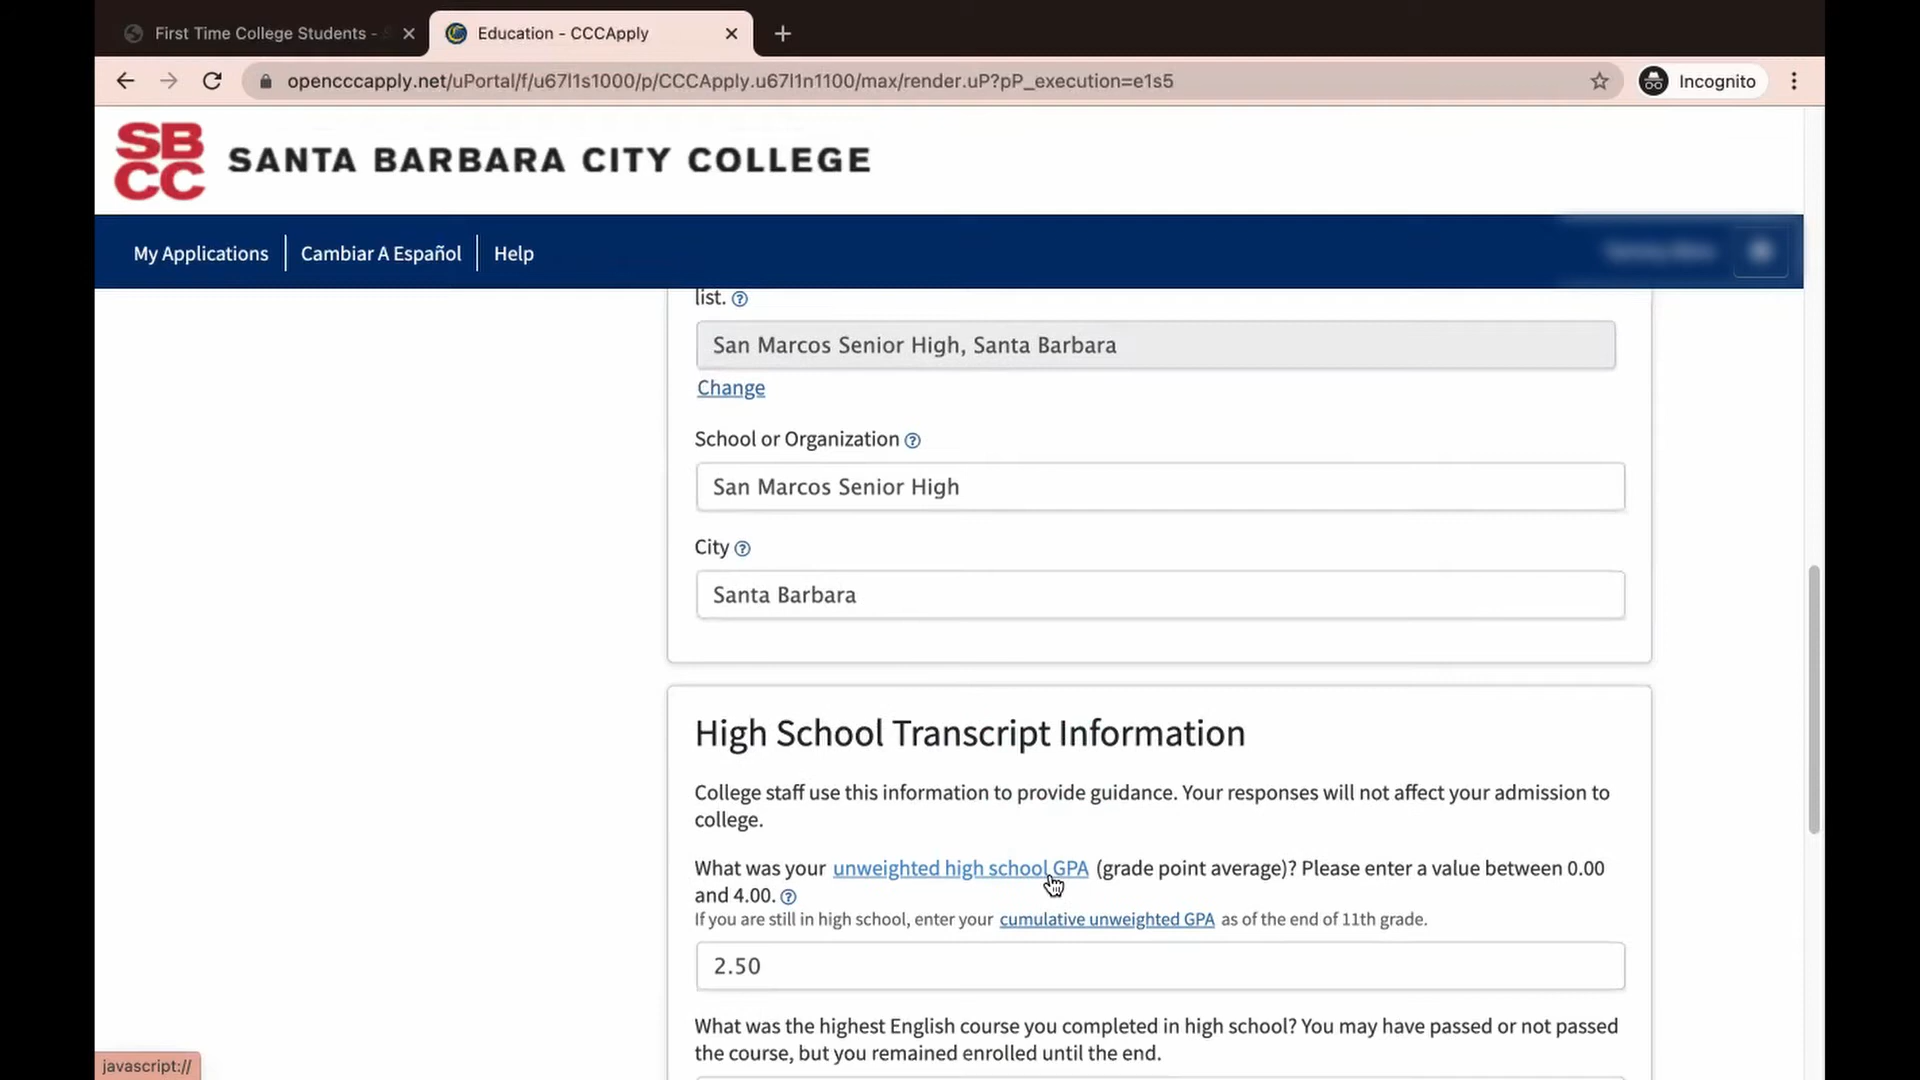 First Time College Students -
Education - CCCApply
opencccapply.net/uPortal/f/u67l1s1000/p/CCCApply.u67l1n1100/max/render.uP?pP_execution=e1s5
Incognito
SB
CC
SANTA BARBARA CITY COLLEGE
My Applications
Cambiar A Español
Help
list.
San Marcos Senior High, Santa Barbara
Change
School or Organization
San Marcos Senior High
City
Santa Barbara
High School Transcript Information
College staff use this information to provide guidance. Your responses will not affect your admission to
college.
What was your unweighted high school GPA (grade point average)? Please enter a value between 0.00
and 4.00.
If you are still in high school, enter your cumulative unweighted GPA as of the end of 11th grade.
2.50
What was the highest English course you completed in high school? You may have passed or not passed
the course, but you remained enrolled until the end.
javascript://